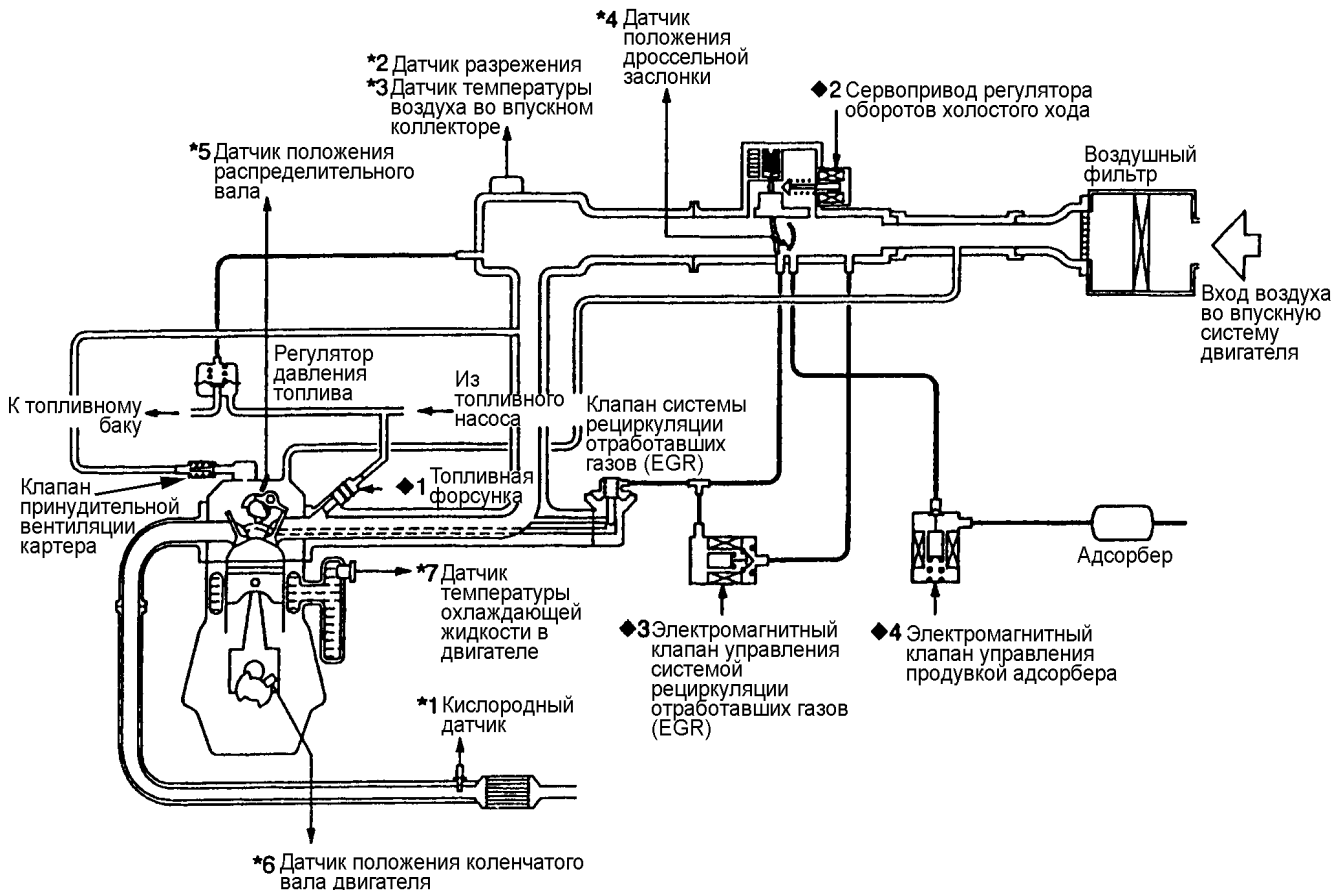 *4 Датчик
положения
дроссельной
заслонки
*2 Датчик разрежения
*3 Датчик температуры
воздуха во впускном
коллекторе
◆2 Сервопривод регулятора
оборотов холостого хода
*5 Датчик положения
распределительного
вала
Воздушный
фильтр
Вход воздуха
во впускную
систему
двигателя
Регулятор
давления
топлива
К топливному
баку
Из
топливного
насоса
Клапан системы
рециркуляции
отработавших
газов (EGR)
◆1 Топливная
форсунка
Клапан
принудительной
вентиляции
картера
Адсорбер
*7 Датчик
температуры
охлаждающей
жидкости в
двигателе
◆3 Электромагнитный
клапан управления
системой
рециркуляции
отработавших газов
(EGR)
◆4 Электромагнитный
клапан управления
продувкой адсорбера
*1 Кислородный
датчик
*6 Датчик положения коленчатого
вала двигателя